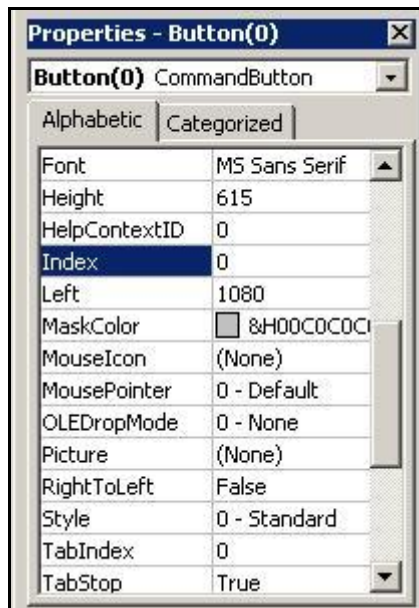 Properties - Button(0)
Button(0) CommandButton
Alphabetic Categorized
Font MS Sans Serif
Height 615
HelpContextID 0
Index 0
Left 1080
MaskColor &H00C0C0C
MouseIcon (None)
MousePointer 0 - Default
OLEDropMode 0 - None
Picture (None)
RightToLeft False
Style 0 - Standard
TabIndex 0
TabStop True